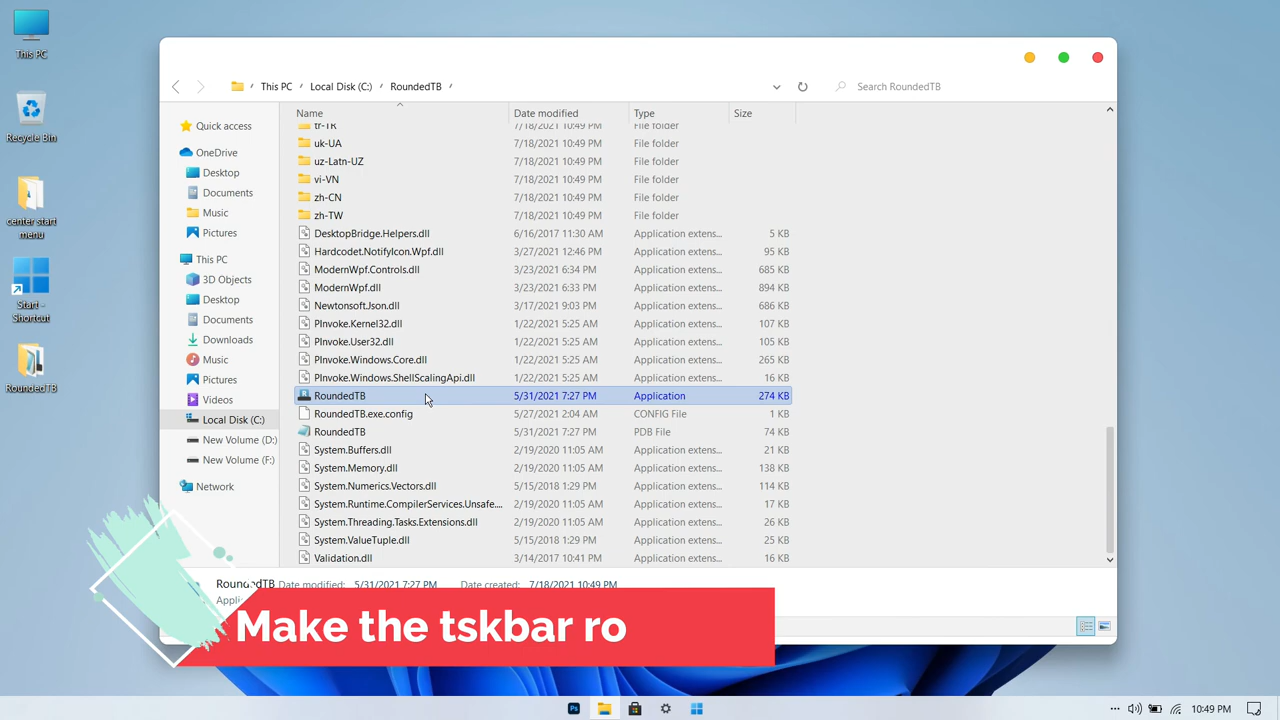 This PC
Recycle Bin
center start
menu
Start -
Shortcut
RoundedTB
This PC
Local Disk (C:)
RoundedTB
Search RoundedTB
Name
Date modified
Type
Size
Quick access
OneDrive
Desktop
Documents
Music
Pictures
This PC
3D Objects
Desktop
Documents
Downloads
Music
Pictures
Videos
Local Disk (C:)
New Volume (D:)
New Volume (F:)
Network
tr-TR 7/18/2021 10:49 PM File folder
uk-UA 7/18/2021 10:49 PM File folder
uz-Latn-UZ 7/18/2021 10:49 PM File folder
vi-VN 7/18/2021 10:49 PM File folder
zh-CN 7/18/2021 10:49 PM File folder
zh-TW 7/18/2021 10:49 PM File folder
DesktopBridge.Helpers.dll 6/16/2017 11:30 AM Application extens... 5 KB
Hardcodet.NotifyIcon.Wpf.dll 3/27/2021 12:46 PM Application extens... 95 KB
ModernWpf.Controls.dll 3/23/2021 6:34 PM Application extens... 685 KB
ModernWpf.dll 3/23/2021 6:33 PM Application extens... 894 KB
Newtonsoft.Json.dll 3/17/2021 9:03 PM Application extens... 686 KB
PInvoke.Kernel32.dll 1/22/2021 5:25 AM Application extens... 107 KB
PInvoke.User32.dll 1/22/2021 5:25 AM Application extens... 105 KB
PInvoke.Windows.Core.dll 1/22/2021 5:25 AM Application extens... 265 KB
PInvoke.Windows.ShellScalingApi.dll 1/22/2021 5:25 AM Application extens... 16 KB
RoundedTB 5/31/2021 7:27 PM Application 274 KB
RoundedTB.exe.config 5/27/2021 2:04 AM CONFIG File 1 KB
RoundedTB 5/31/2021 7:27 PM PDB File 74 KB
System.Buffers.dll 2/19/2020 11:05 AM Application extens... 21 KB
System.Memory.dll 2/19/2020 11:05 AM Application extens... 138 KB
System.Numerics.Vectors.dll 5/15/2018 1:29 PM Application extens... 114 KB
System.Runtime.CompilerServices.Unsafe.... 2/19/2020 11:05 AM Application extens... 17 KB
System.Threading.Tasks.Extensions.dll 2/19/2020 11:05 AM Application extens... 26 KB
System.ValueTuple.dll 5/15/2018 1:29 PM Application extens... 25 KB
Validation.dll 3/14/2017 10:41 PM Application extens... 16 KB
RoundedTB Date modified: 5/31/2021 7:27 PM Date created: 7/18/2021 10:49 PM
Make the tskbar ro
Ps
10:49 PM